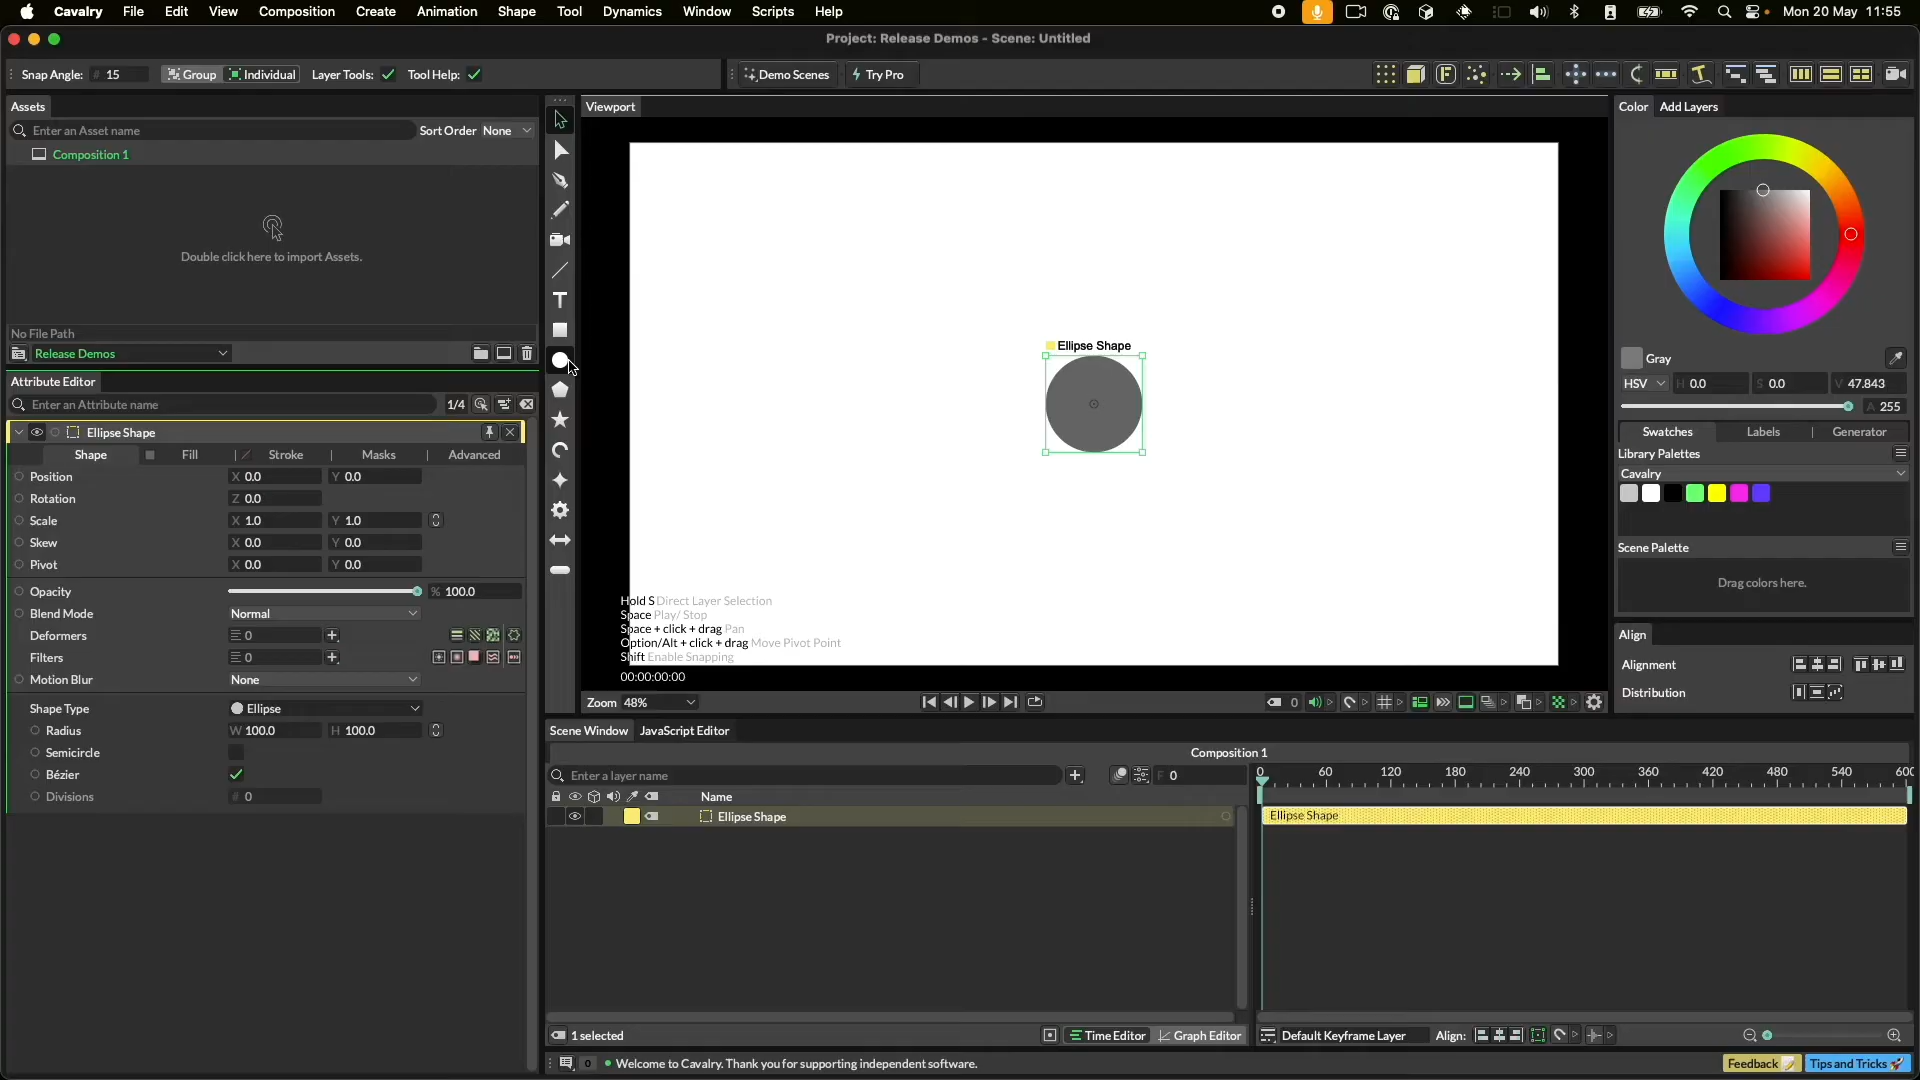 Cavalry File Edit View Composition Create Animation Shape Tool Dynamics Window Scripts Help Mon 20 May 11:55
Project: Release Demos - Scene: Untitled
Snap Angle: # 15 Group Individual Layer Tools: Tool Help: Demo Scenes Try Pro
Assets
Enter an Asset name Sort Order None
Composition 1
Double click here to import Assets.
No File Path
Release Demos
Attribute Editor
Enter an Attribute name 1/4
Ellipse Shape
Shape Fill Stroke Masks Advanced
Position X 0.0 Y 0.0
Rotation Z 0.0
Scale X 1.0 Y 1.0
Skew X 0.0 Y 0.0
Pivot X 0.0 Y 0.0
Opacity % 100.0
Blend Mode Normal
Deformers 0
Filters 0
Motion Blur None
Shape Type Ellipse
Radius W 100.0 H 100.0
Semicircle
Bézier
Divisions # 0
Viewport
Ellipse Shape
Hold S Direct Layer Selection
Space Play/ Stop
Space + click + drag Pan
Option/Alt + click + drag Move Pivot Point
Shift Enable Snapping
00:00:00:00
Zoom 48% 0
Scene Window JavaScript Editor
Composition 1
Enter a layer name F 0
0 60 120 180 240 300 360 420 480 540 600
Name
Ellipse Shape
Ellipse Shape
1 selected Time Editor Graph Editor Default Keyframe Layer Align:
0 Welcome to Cavalry. Thank you for supporting independent software. Feedback Tips and Tricks
Color Add Layers
Gray
HSV H 0.0 S 0.0 V 47.843
A 255
Swatches Labels Generator
Library Palettes
Cavalry
Scene Palette
Drag colors here.
Align
Alignment
Distribution